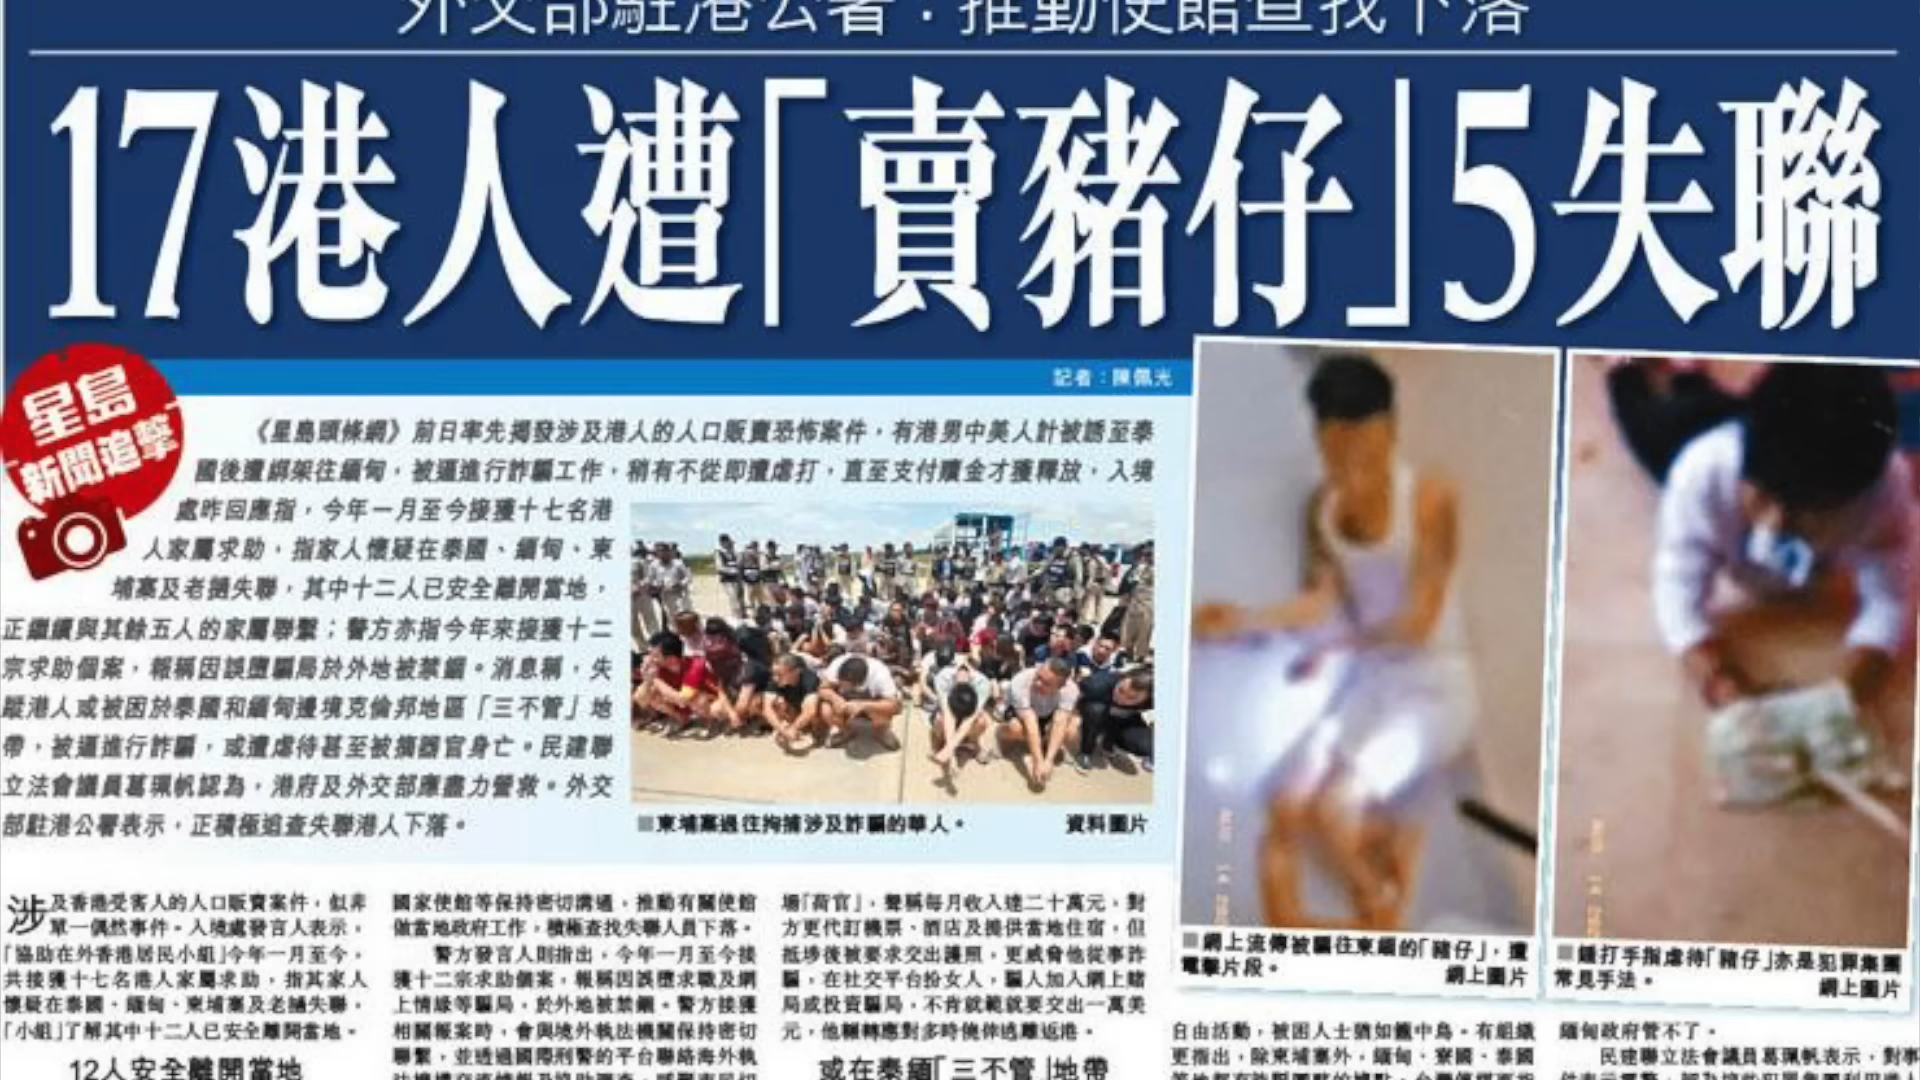 外交部駐港公署：推動使館查找下落
17港人遭「賣豬仔」5失聯
記者：陳佩光
星島
新聞追擊
《星島頭條網》前日率先揭發涉及港人的人口販賣恐怖案件，有港男中美人計被誘至泰
國後遭綁架往緬甸，被逼進行詐騙工作，稍有不從即遭虐打，直至支付贖金才獲釋放，入境
處昨回應指，今年一月至今接獲十七名港
人家屬求助，指家人懷疑在泰國、緬甸、柬
埔寨及老撾失聯，其中十二人已安全離開當地，
正繼續與其餘五人的家屬聯繫；警方亦指今年來接獲十二
宗求助個案，報稱因誤墮騙局於外地被禁錮。消息稱，失
蹤港人或被困於泰國和緬甸邊境克倫邦地區「三不管」地
帶，被逼進行詐騙，或遭虐待甚至被摘器官身亡。民建聯
立法會議員葛珮帆認為，港府及外交部應盡力營救。外交
部駐港公署表示，正積極追查失聯港人下落。
■柬埔寨過往拘捕涉及詐騙的華人。 資料圖片
■網上流傳被騙往東緬的「豬仔」，遭
電擊片段。 網上圖片
■錘打手指虐待「豬仔」亦是犯罪集團
常見手法。 網上圖片
涉及香港受害人的人口販賣案件，似非
單一偶然事件。入境處發言人表示，
「協助在外香港居民小組」今年一月至今，
共接獲十七名港人家屬求助，指其家人
懷疑在泰國、緬甸、柬埔寨及老撾失聯，
「小組」了解其中十二人已安全離開當地。
12人安全離開當地
國家使館等保持密切溝通，推動有關使館
做當地政府工作，積極查找失聯人員下落。
警方發言人則指出，今年一月至今接
獲十二宗求助個案，報稱因誤墮求職及網
上情緣等騙局，於外地被禁錮。警方接獲
相關報案時，會與境外執法機關保持密切
聯繫，並透過國際刑警的平台聯絡海外執
場「荷官」，聲稱每月收入達二十萬元，對
方更代訂機票、酒店及提供當地住宿，但
抵埗後被要求交出護照，更威脅他從事詐
騙，在社交平台扮女人，騙人加入網上賭
局或投資騙局，不肯就範就要交出一萬美
元，他輾轉應對多時僥倖逃離返港。
或在泰緬「三不管」地帶
自由活動，被困人士猶如籠中鳥。有組織
更指出，除柬埔寨外，緬甸、寮國、泰國
緬甸政府管不了。
民建聯立法會議員葛珮帆表示，對事